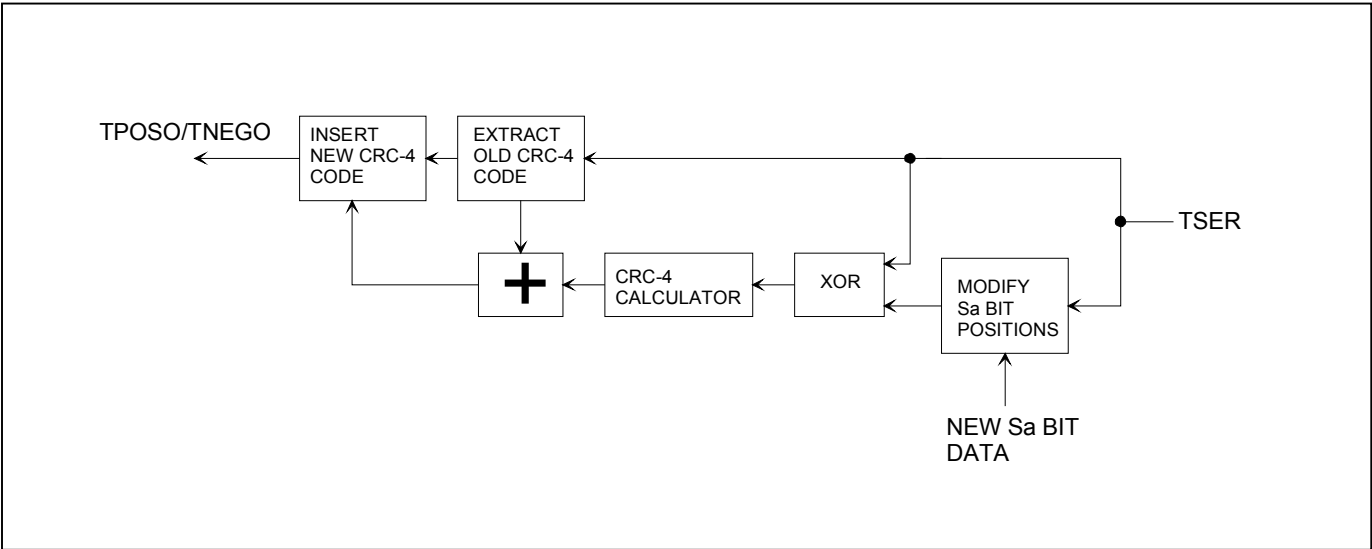 TPOSO/TNEGO
INSERT
NEW CRC-4
CODE
EXTRACT
OLD CRC-4
CODE
TSER
+
CRC-4
CALCULATOR
XOR
MODIFY
Sa BIT
POSITIONS
NEW Sa BIT
DATA